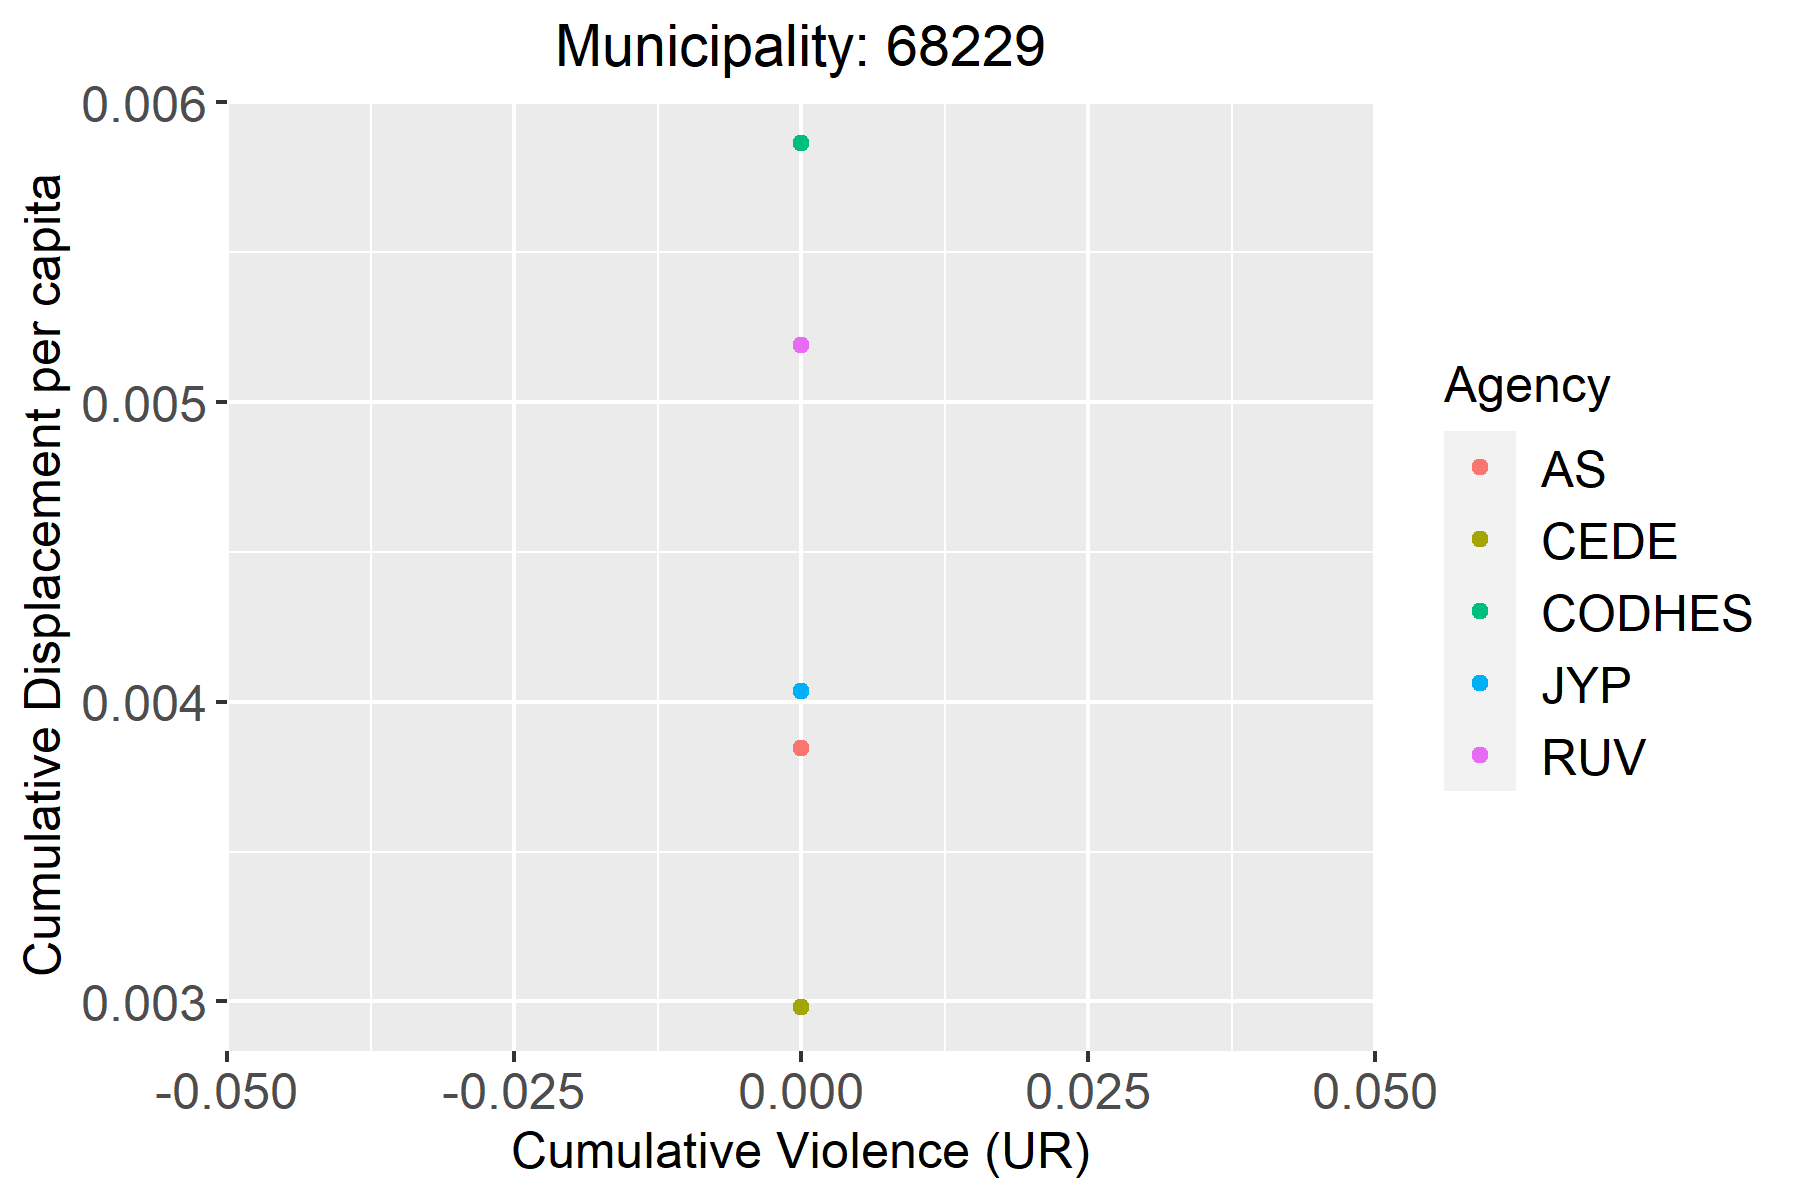 Municipality: 68229
Cumulative Displacement per capita
0.006
0.005
0.004
0.003
-0.050
-0.025
0.000
0.025
0.050
Cumulative Violence (UR)
Agency
AS
CEDE
CODHES
JYP
RUV